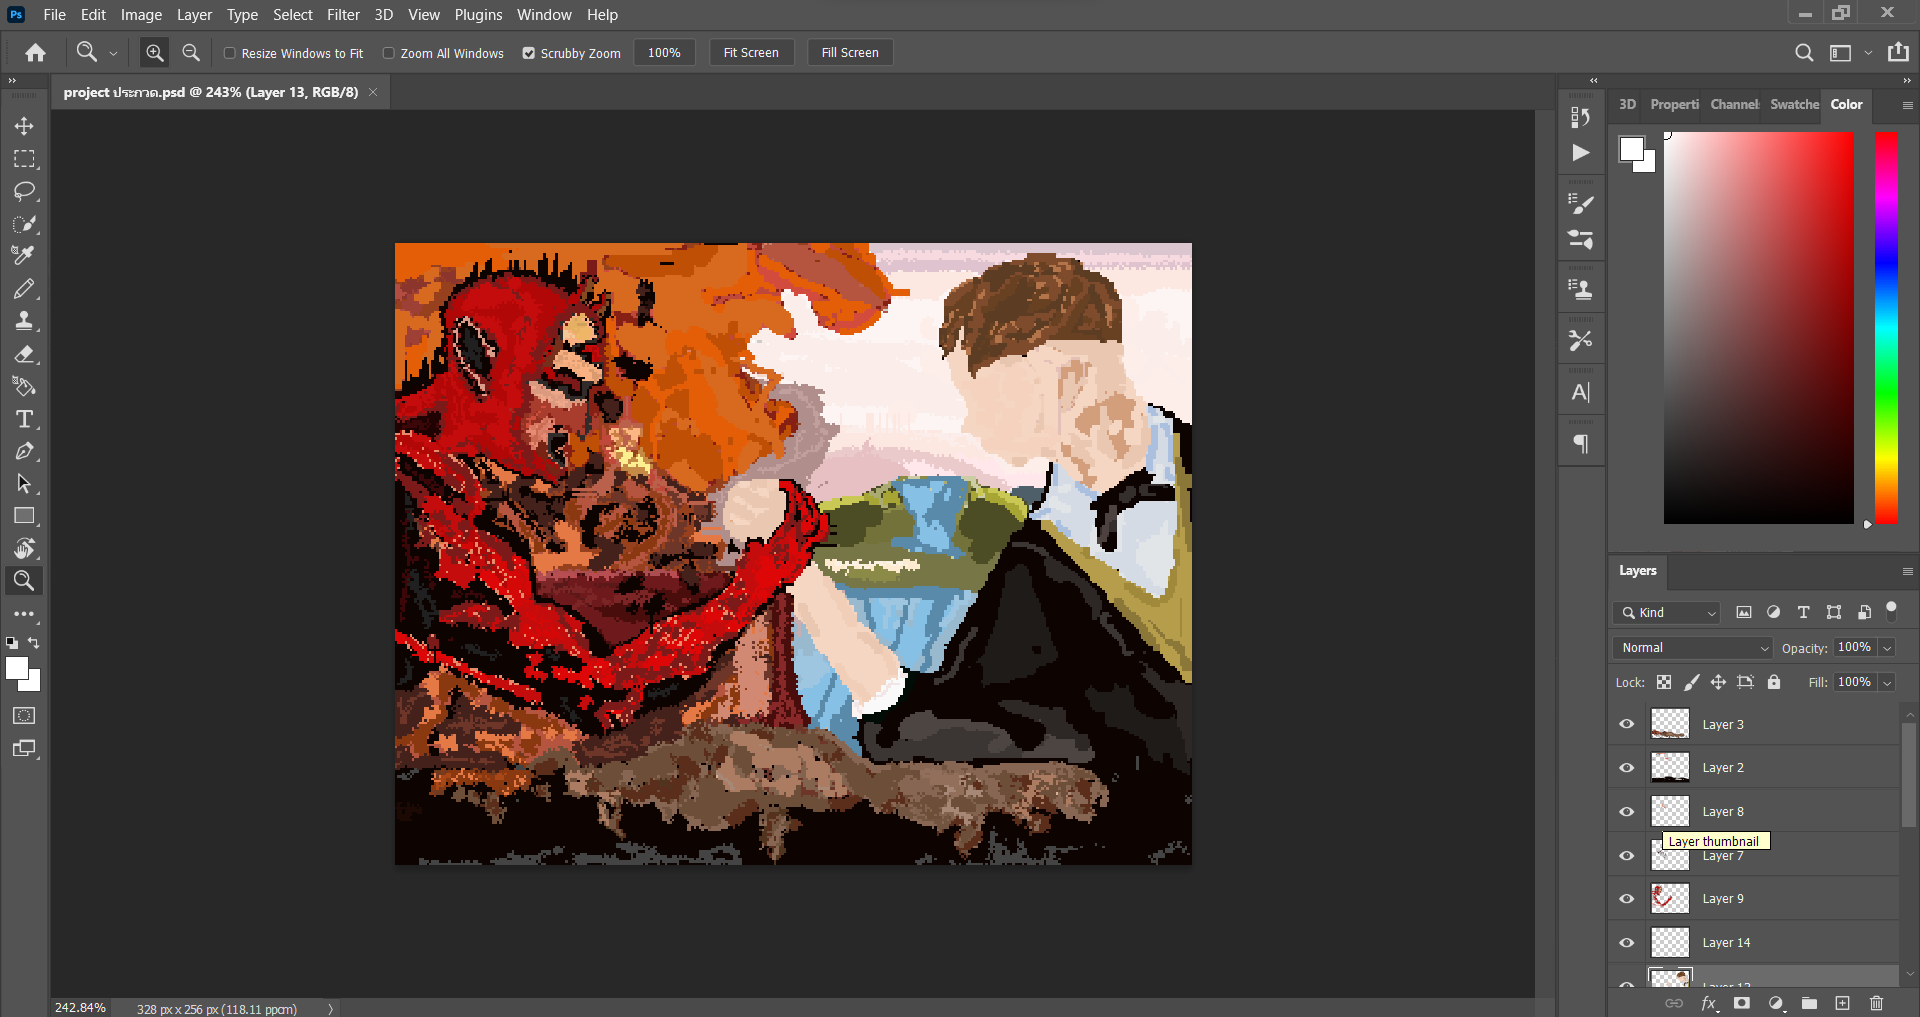 Ps File Edit Image Layer Type Select Filter 3D View Plugins Window Help
Resize Windows to Fit Zoom All Windows Scrubby Zoom 100% Fit Screen Fill Screen
project ประกวด.psd @ 243% (Layer 13, RGB/8)
3D Properti Channel Swatche Color
Layers
Kind
Normal Opacity: 100%
Lock: Fill: 100%
Layer 3
Layer 2
Layer 8
Layer thumbnail
Layer 7
Layer 9
Layer 14
242.84% 328 px x 256 px (118.11 ppcm)